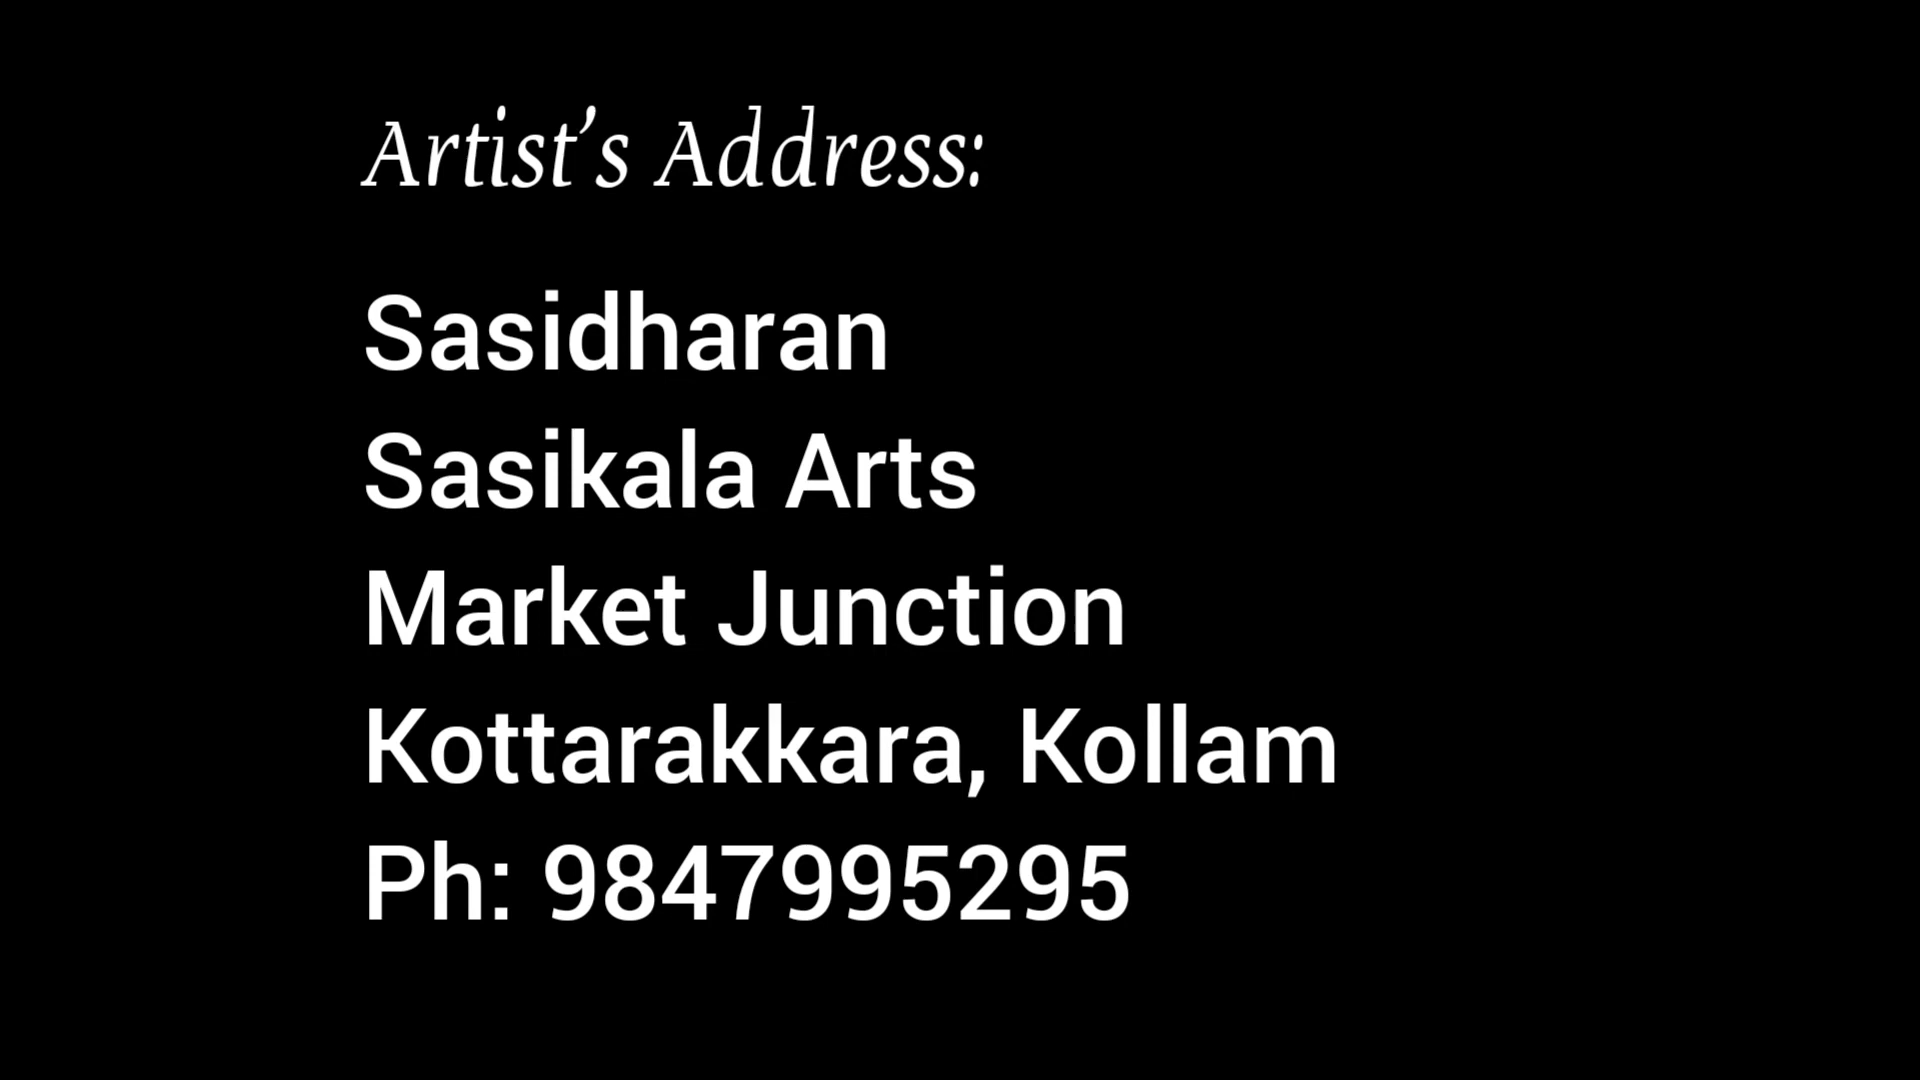 Artist’s Address:
Sasidharan
Sasikala Arts
Market Junction
Kottarakkara, Kollam
Ph: 9847995295